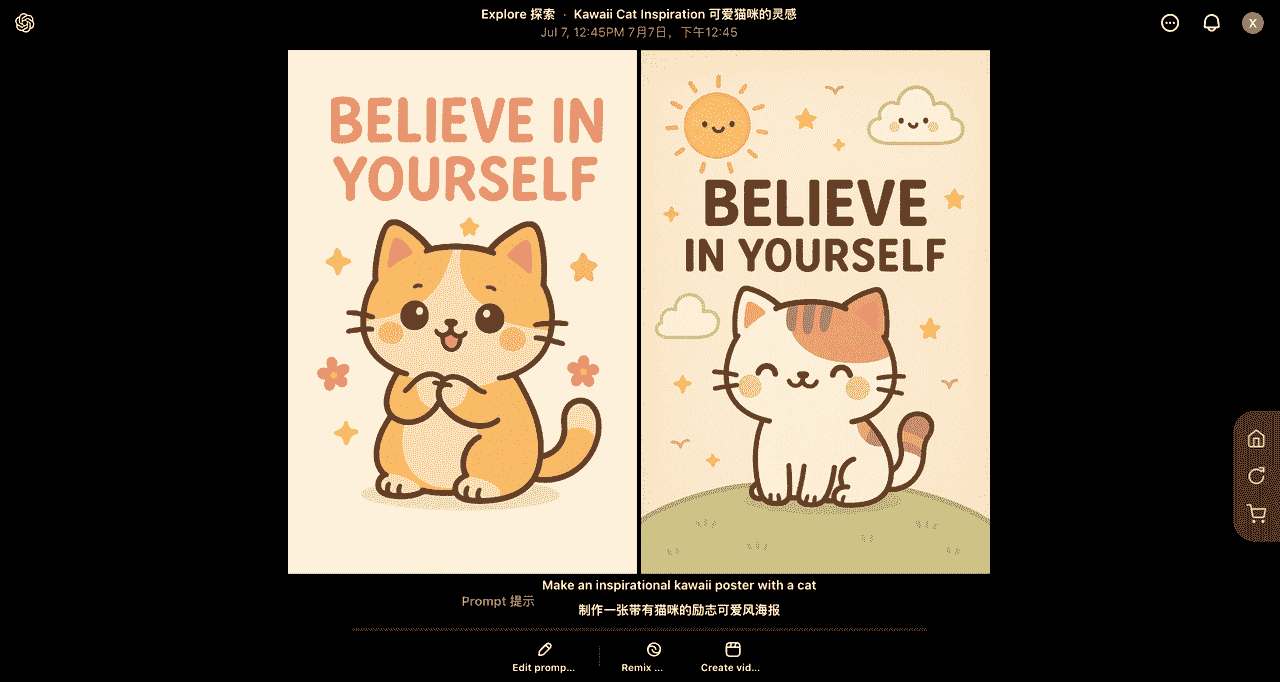 Explore 探索 · Kawaii Cat Inspiration 可爱猫咪的灵感
Jul 7, 12:45PM 7月7日，下午12:45
X
BELIEVE IN
YOURSELF
BELIEVE
IN YOURSELF
Make an inspirational kawaii poster with a cat
Prompt 提示
制作一张带有猫咪的励志可爱风海报
Edit promp...
Remix ...
Create vid...